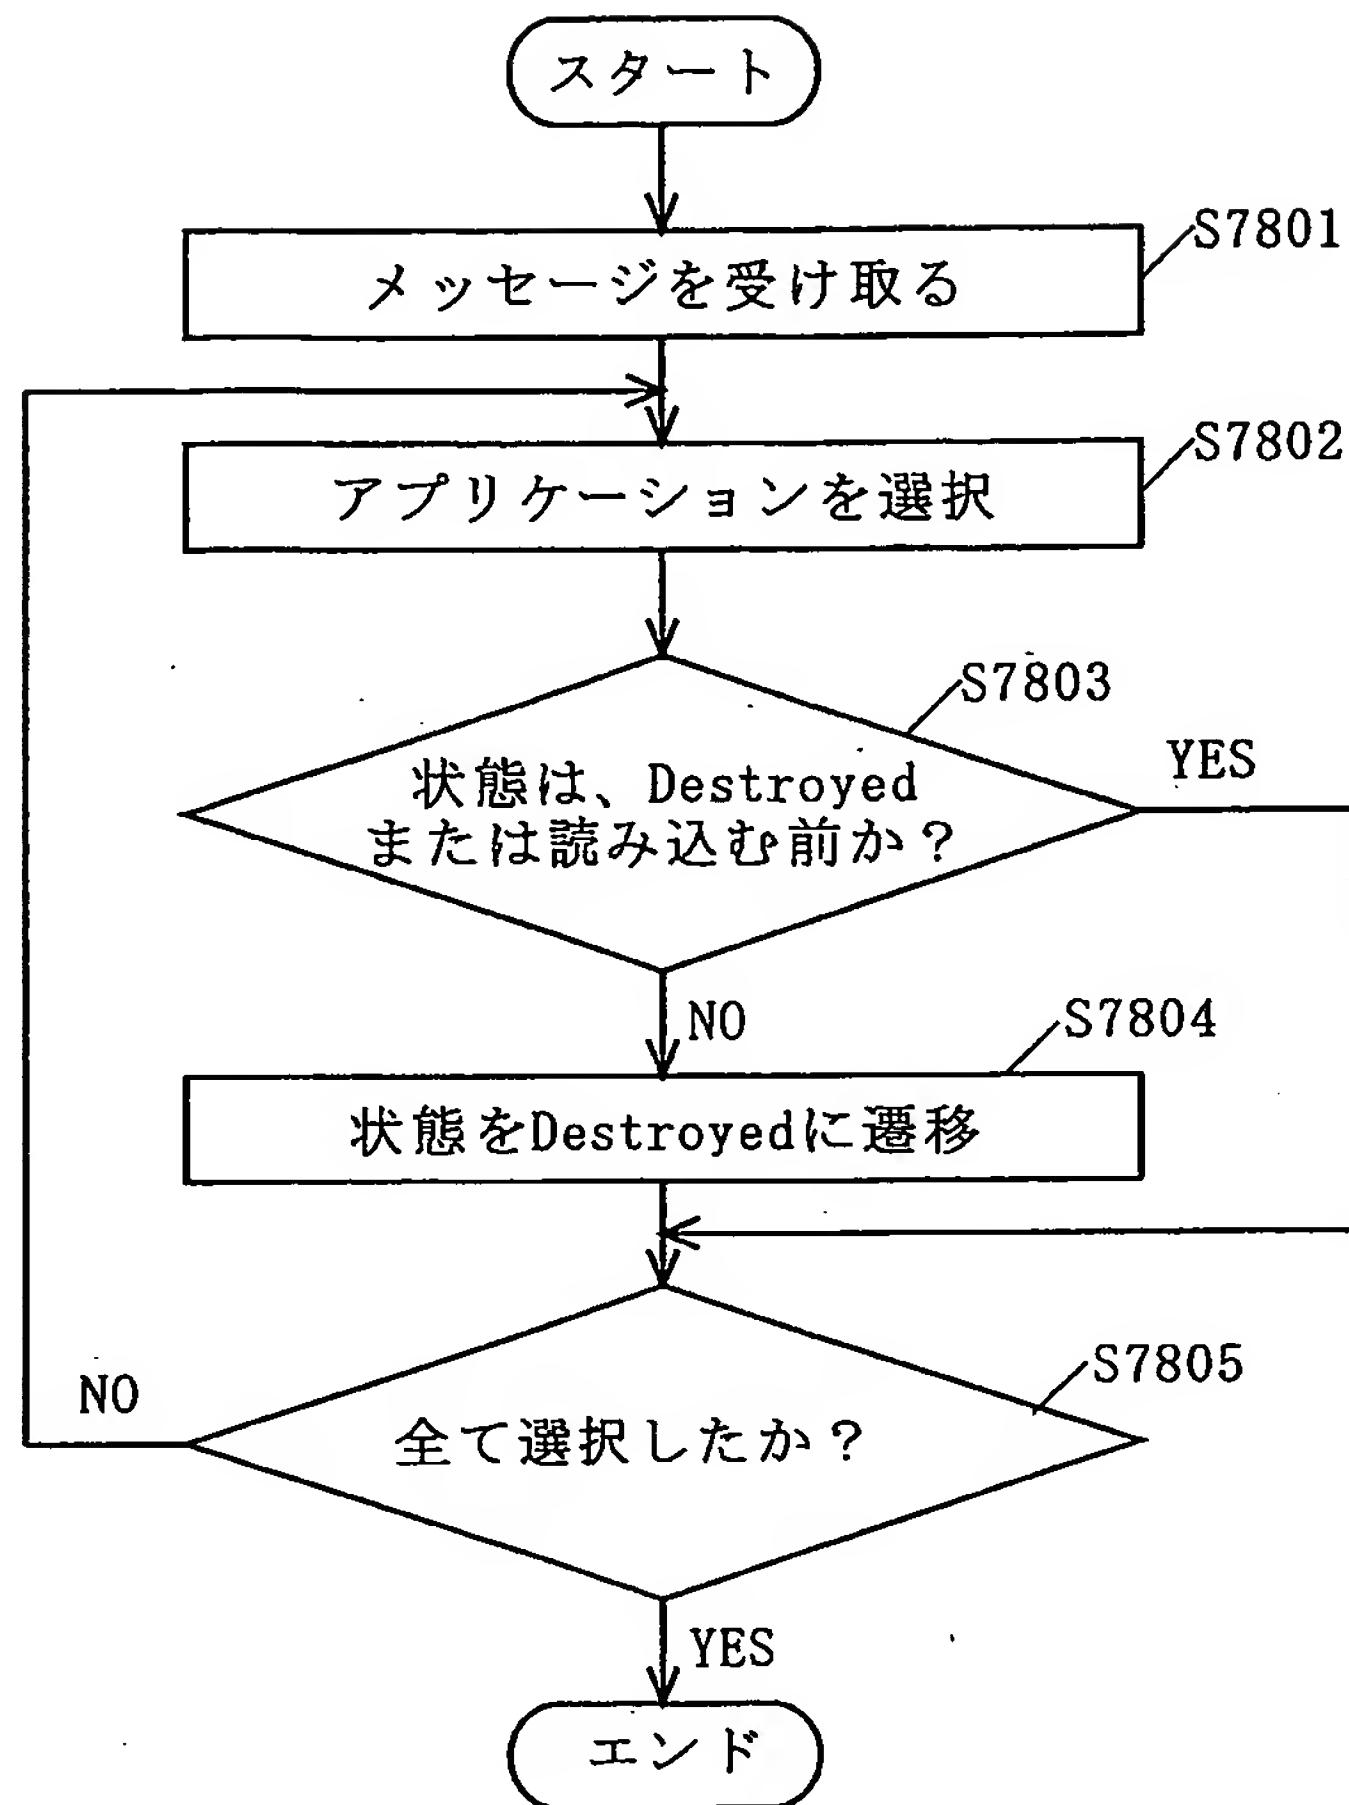 スタート
S7801
メッセージを受け取る
S7802
アプリケーションを選択
S7803
YES
状態は、Destroyed
または読み込む前か？
NO
S7804
状態をDestroyedに遷移
S7805
NO
全て選択したか？
YES
エンド